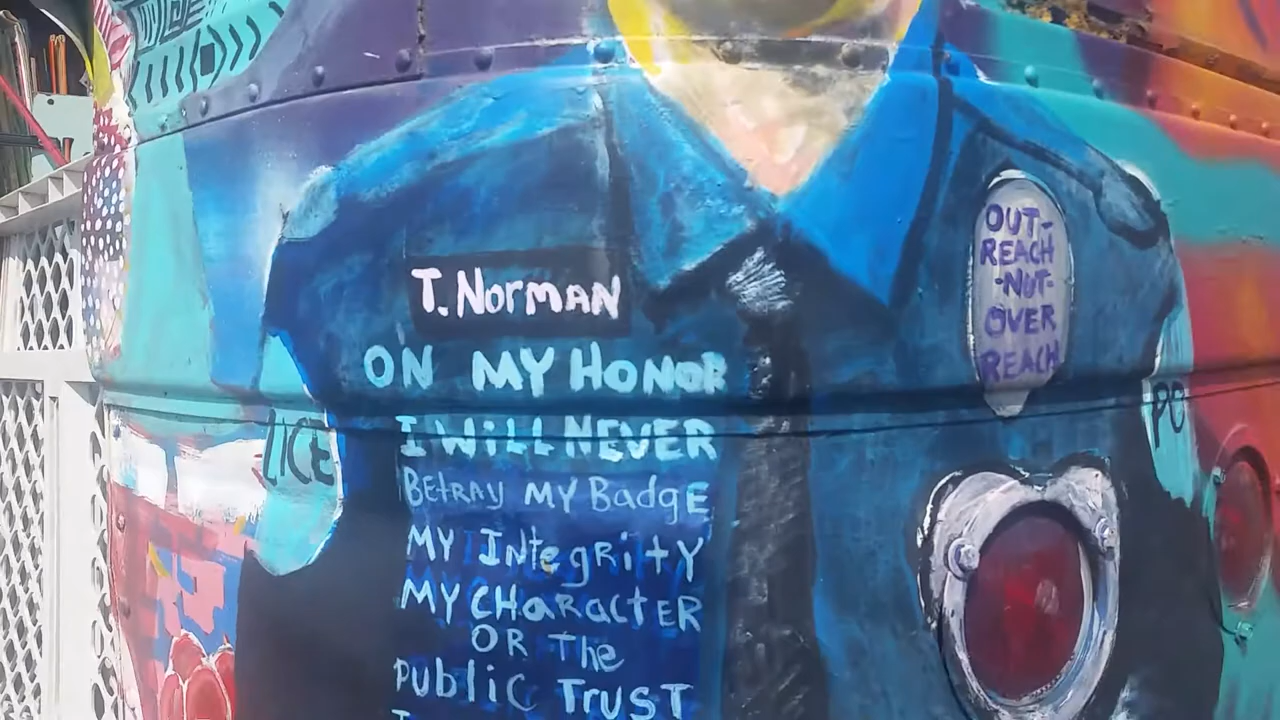 T. NORMAN
ON MY HONOR
I WILL NEVER
BEtRAY MY BadgE
MY INtegRitY
MY CHaRactER
OR The
PubliC TRUST
I
OUT-
REACH
-NUT-
OVER
REACH
LICE
PO